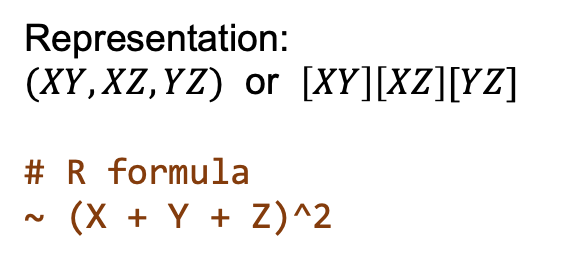 Representation:
(XY, XZ, YZ) or [XY][XZ][YZ]
# R formula
~ (X + Y + Z)^2